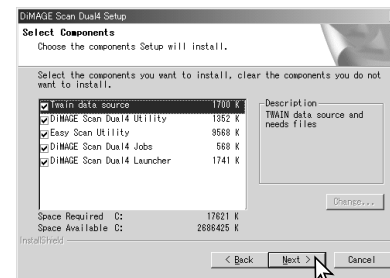 DiMAGE Scan Dual4 Setup
Select Components
Choose the components Setup will install.
Select the components you want to install, clear the components you do not
want to install.
Twain data source 1700 K
DiMAGE Scan Dual4 Utility 1352 K
Easy Scan Utility 9568 K
DiMAGE Scan Dual4 Jobs 568 K
DiMAGE Scan Dual4 Launcher 1741 K
Description
TWAIN data source and
needs files
Change...
Space Required C: 17621 K
Space Available C: 2686425 K
InstallShield
< Back
Next >
Cancel